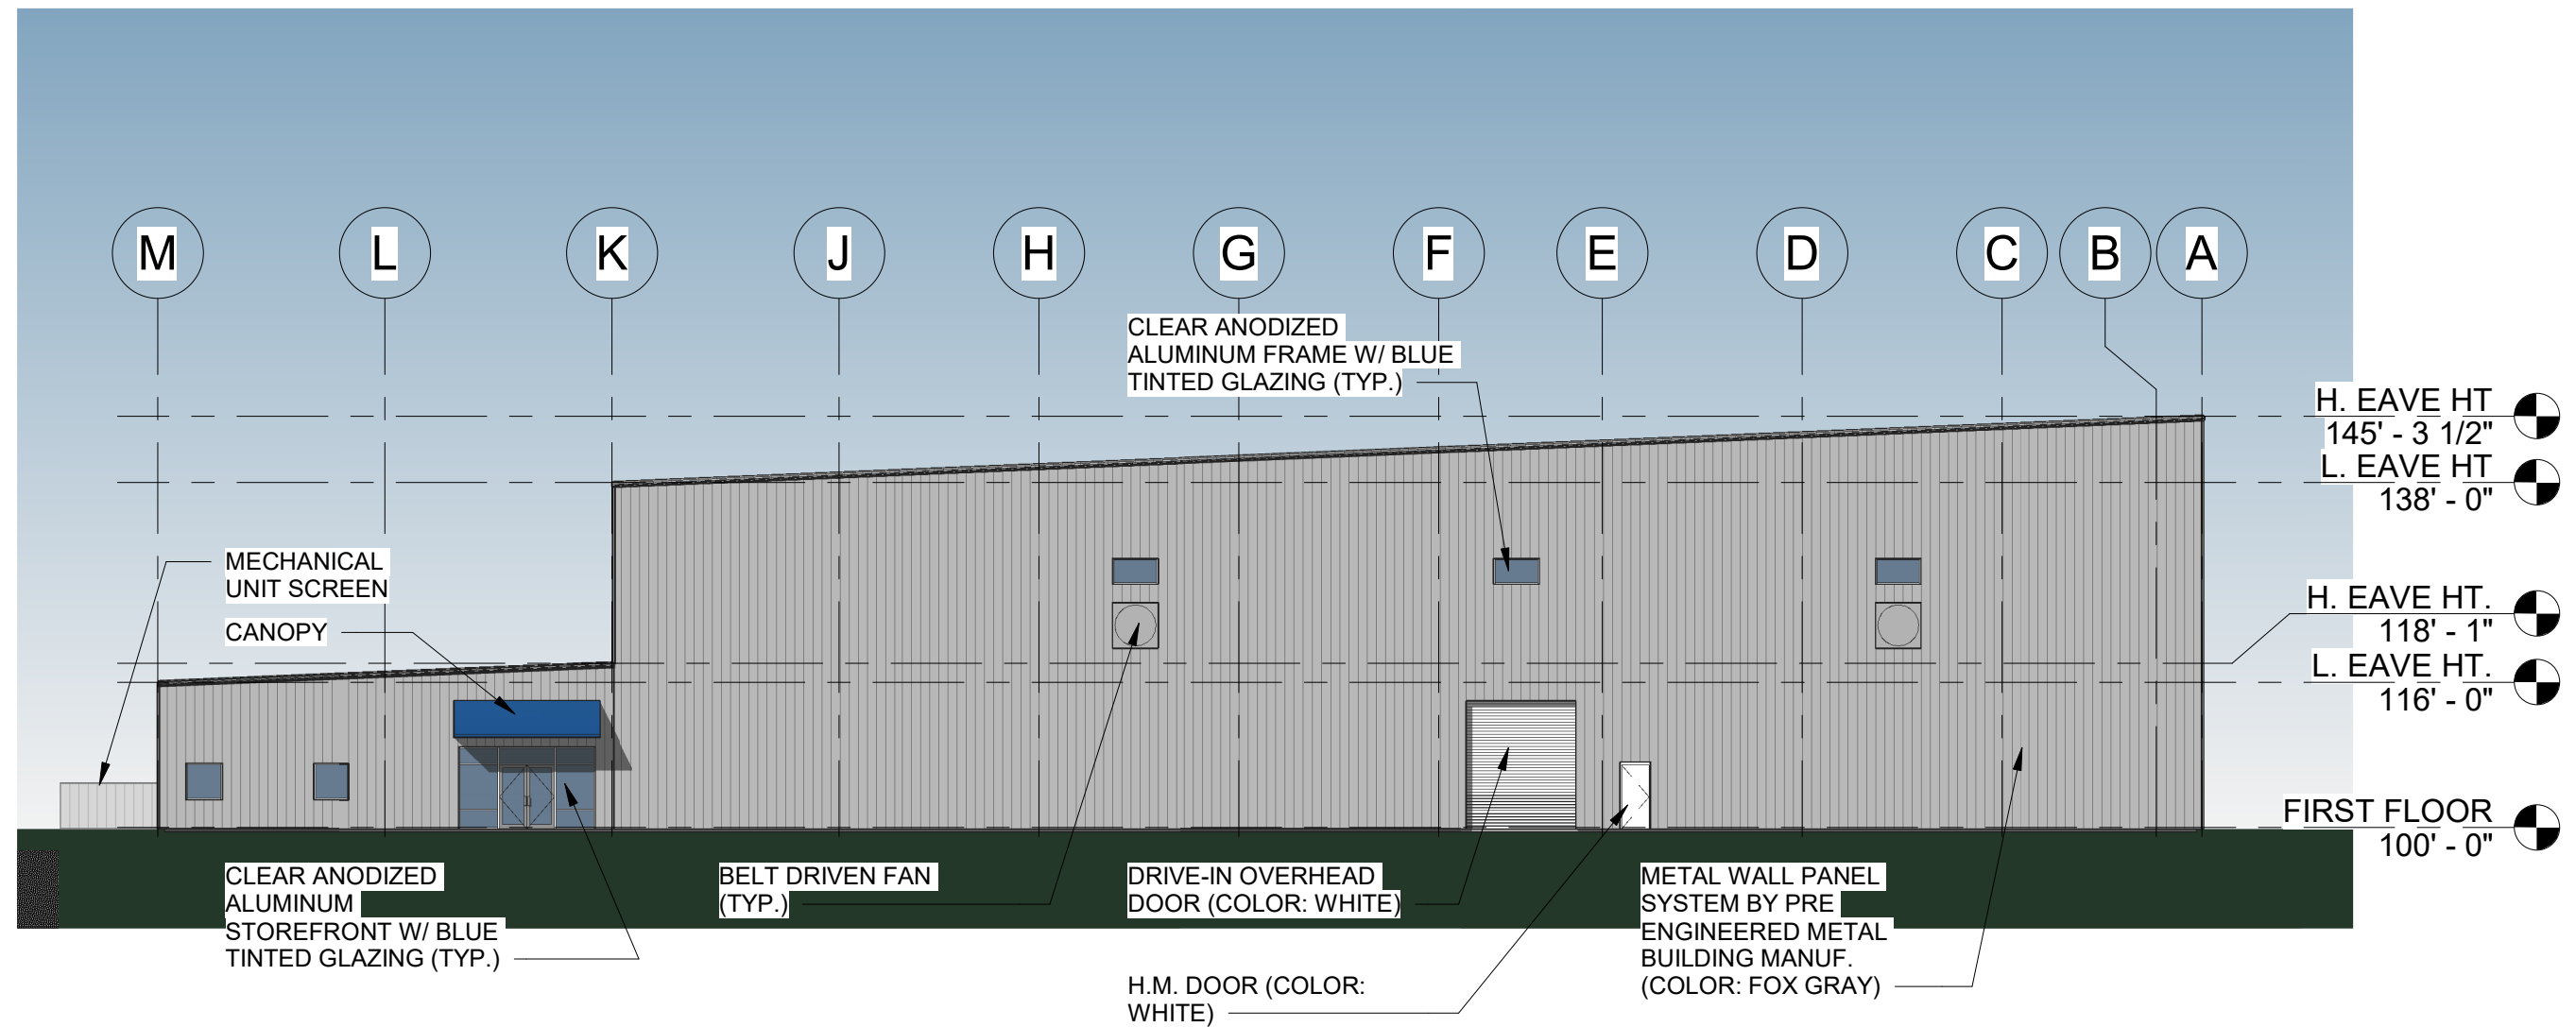 M L K J H G F E D C B A
CLEAR ANODIZED
ALUMINUM FRAME W/ BLUE
TINTED GLAZING (TYP.)
H. EAVE HT
145' - 3 1/2"
L. EAVE HT
138' - 0"
MECHANICAL
UNIT SCREEN
CANOPY
H. EAVE HT.
118' - 1"
L. EAVE HT.
116' - 0"
FIRST FLOOR
100' - 0"
CLEAR ANODIZED
ALUMINUM
STOREFRONT W/ BLUE
TINTED GLAZING (TYP.)
BELT DRIVEN FAN
(TYP.)
DRIVE-IN OVERHEAD
DOOR (COLOR: WHITE)
H.M. DOOR (COLOR:
WHITE)
METAL WALL PANEL
SYSTEM BY PRE
ENGINEERED METAL
BUILDING MANUF.
(COLOR: FOX GRAY)